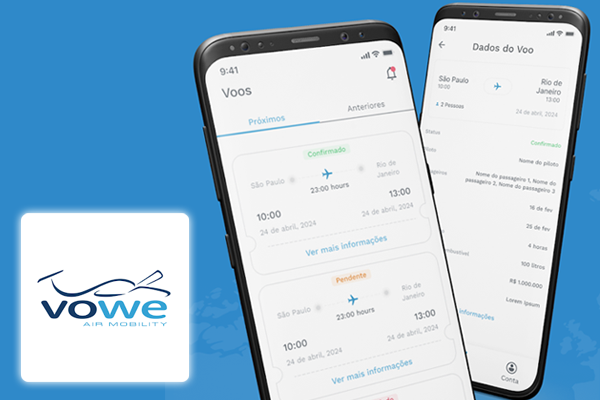 9:41
Voos
Próximos
Anteriores
Confirmado
São Paulo
Rio de
Janeiro
23:00 hours
10:00
13:00
24 de abril, 2024
24 de abril, 2024
Ver mais informações
Pendente
São Paulo
Rio de
Janeiro
23:00 hours
10:00
13:00
24 de abril, 2024
24 de abril, 2024
Ver mais informações
9:41
Dados do Voo
São Paulo
10:00
Rio de
Janeiro
13:00
2 Pessoas
24 de abril, 2024
Status
Confirmado
Nome do piloto
Nome do passageiro 1, Nome do
passageiro 2, Nome do passageiro 3
16 de fev
25 de fev
4 horas
100 litros
R$ 1.000.000
Lorem Ipsum
informações
Conta
vowe
AIR MOBILITY